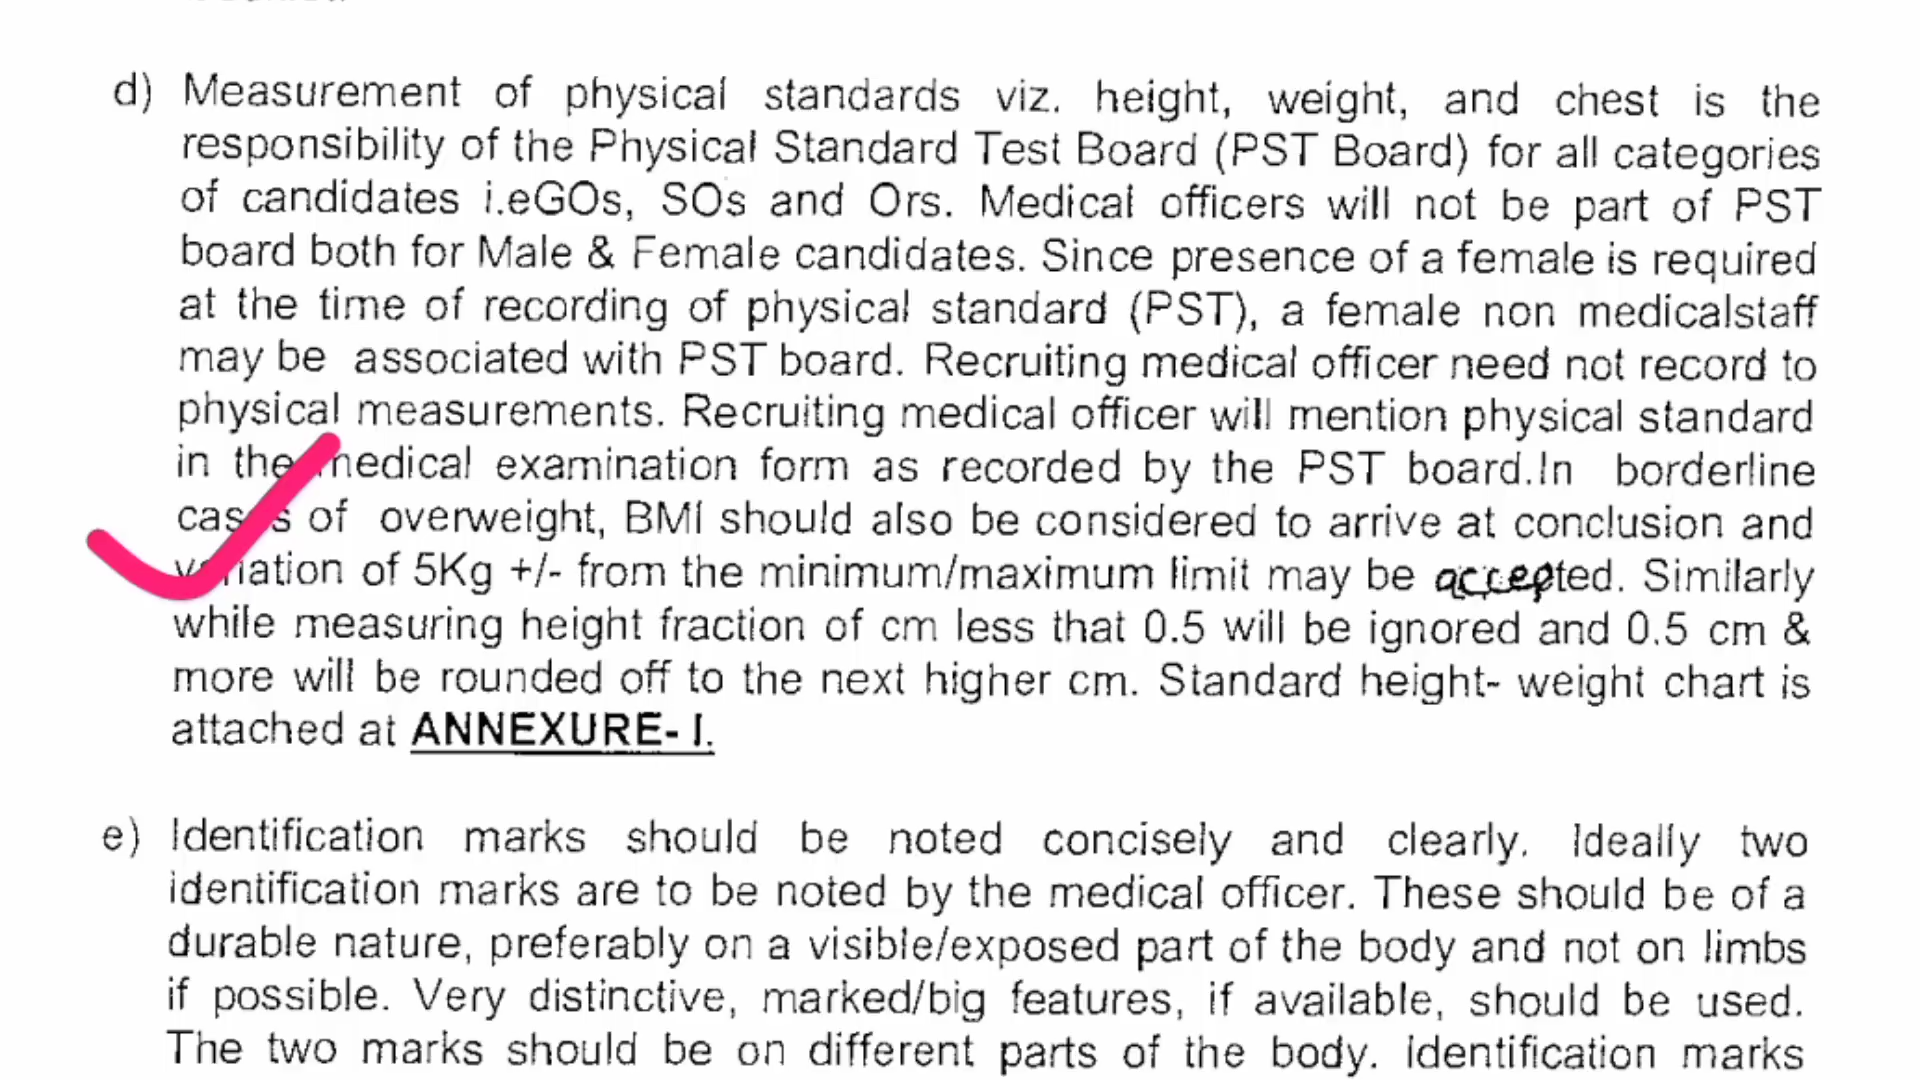 d) Measurement of physical standards viz. height, weight, and chest is the
responsibility of the Physical Standard Test Board (PST Board) for all categories
of candidates i.eGOs, SOs and Ors. Medical officers will not be part of PST
board both for Male & Female candidates. Since presence of a female is required
at the time of recording of physical standard (PST), a female non medicalstaff
may be associated with PST board. Recruiting medical officer need not record to
physical measurements. Recruiting medical officer will mention physical standard
in the medical examination form as recorded by the PST board.In borderline
cases of overweight, BMI should also be considered to arrive at conclusion and
variation of 5Kg +/- from the minimum/maximum limit may be accepted. Similarly
while measuring height fraction of cm less that 0.5 will be ignored and 0.5 cm &
more will be rounded off to the next higher cm. Standard height- weight chart is
attached at ANNEXURE- I.
e) Identification marks should be noted concisely and clearly. Ideally two
identification marks are to be noted by the medical officer. These should be of a
durable nature, preferably on a visible/exposed part of the body and not on limbs
if possible. Very distinctive, marked/big features, if available, should be used.
The two marks should be on different parts of the body. Identification marks